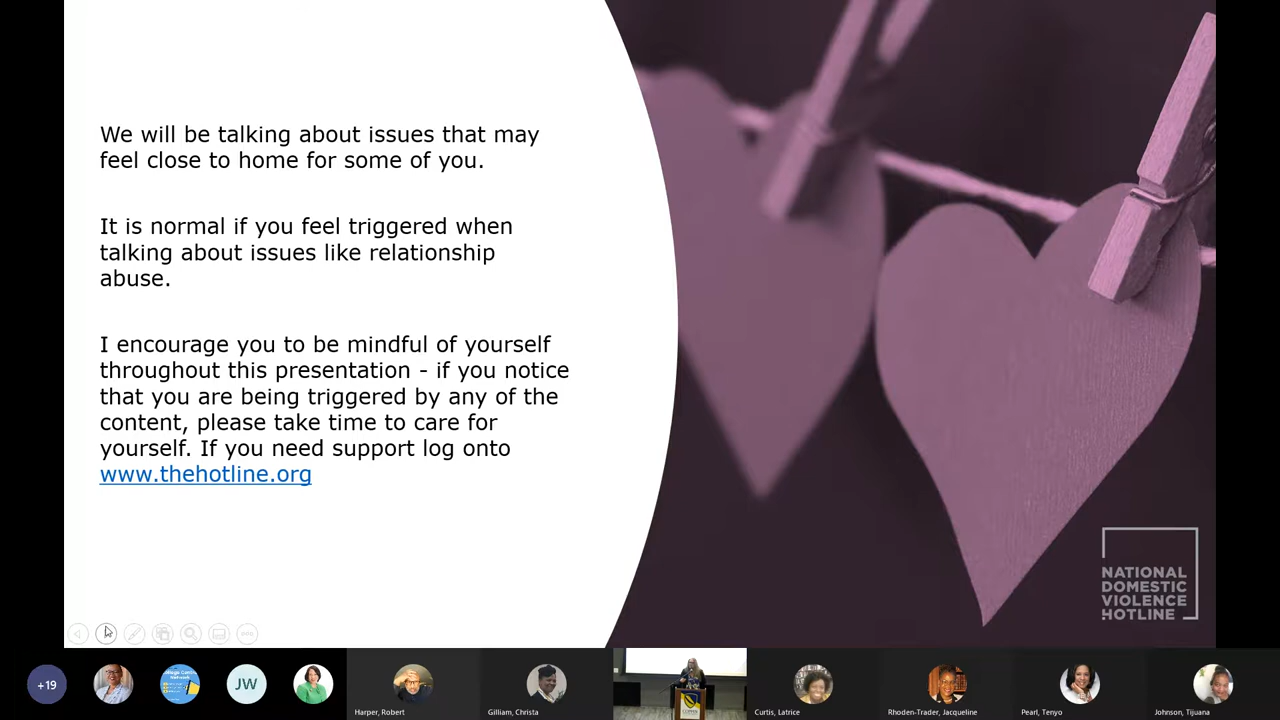 We will be talking about issues that may
feel close to home for some of you.
It is normal if you feel triggered when
talking about issues like relationship
abuse.
I encourage you to be mindful of yourself
throughout this presentation - if you notice
that you are being triggered by any of the
content, please take time to care for
yourself. If you need support log onto
www.thehotline.org
NATIONAL
DOMESTIC
VIOLENCE
HOTLINE
+19
JW
Harper, Robert
Gilliam, Christa
Curtis, Latrice
Rhoden-Trader, Jacqueline
Pearl, Tenyo
Johnson, Tijuana